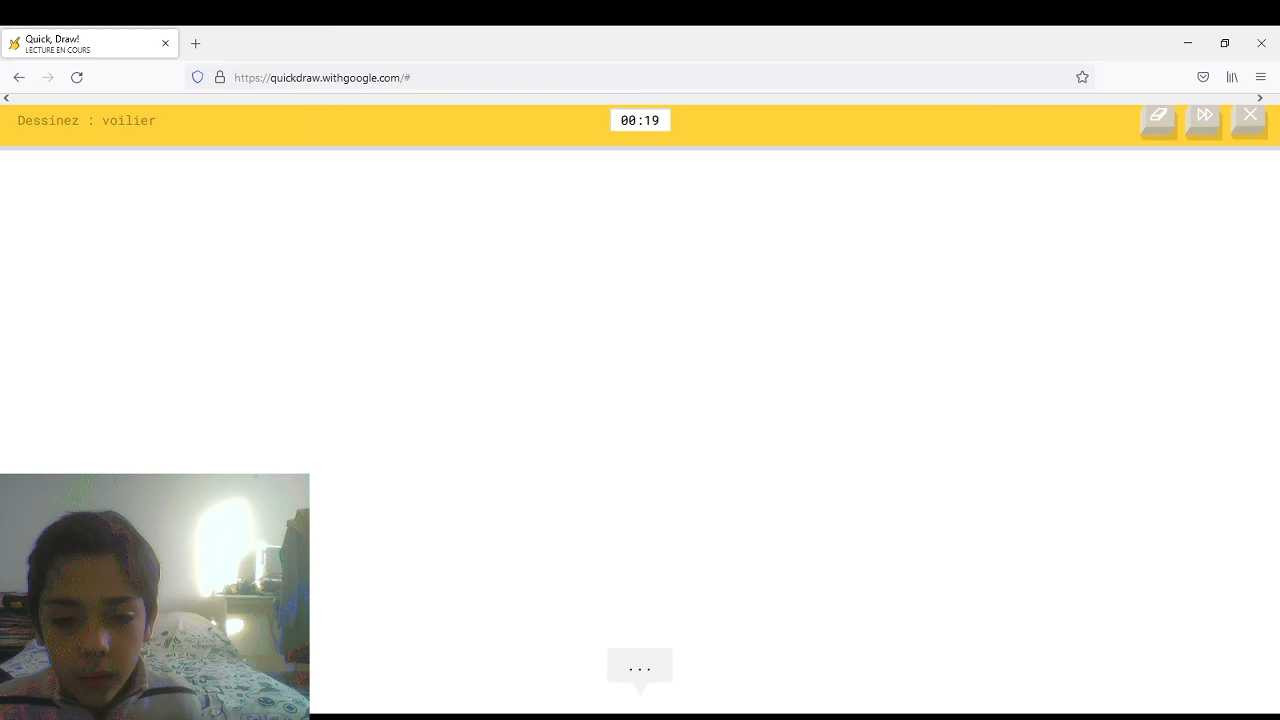 Quick, Draw!
LECTURE EN COURS
https://quickdraw.withgoogle.com/#
Dessinez : voilier
00:19
...